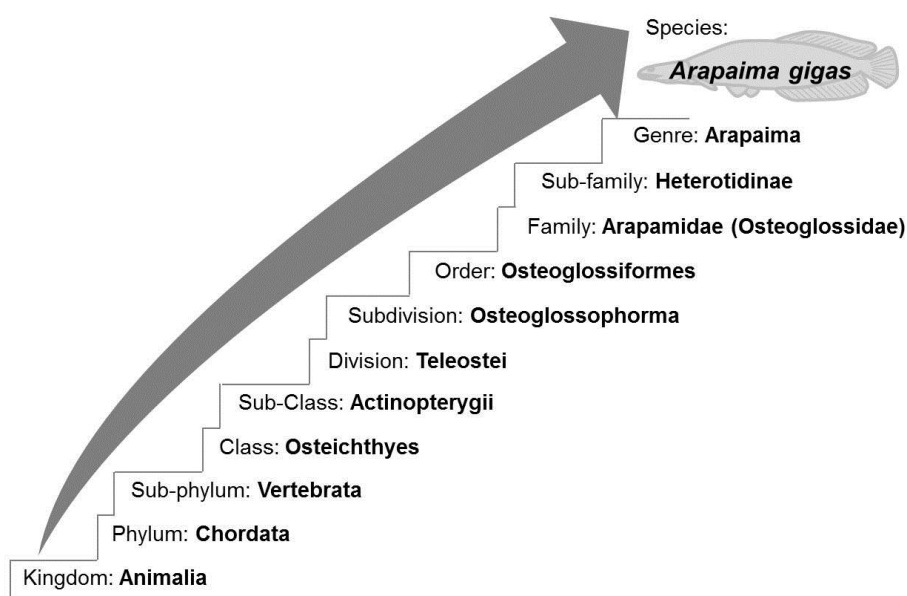 Species:
Arapaima gigas
Genre: Arapaima
Sub-family: Heterotidinae
Family: Arapamidae (Osteoglossidae)
Order: Osteoglossiformes
Subdivision: Osteoglossophorma
Division: Teleostei
Sub-Class: Actinopterygii
Class: Osteichthyes
Sub-phylum: Vertebrata
Phylum: Chordata
Kingdom: Animalia